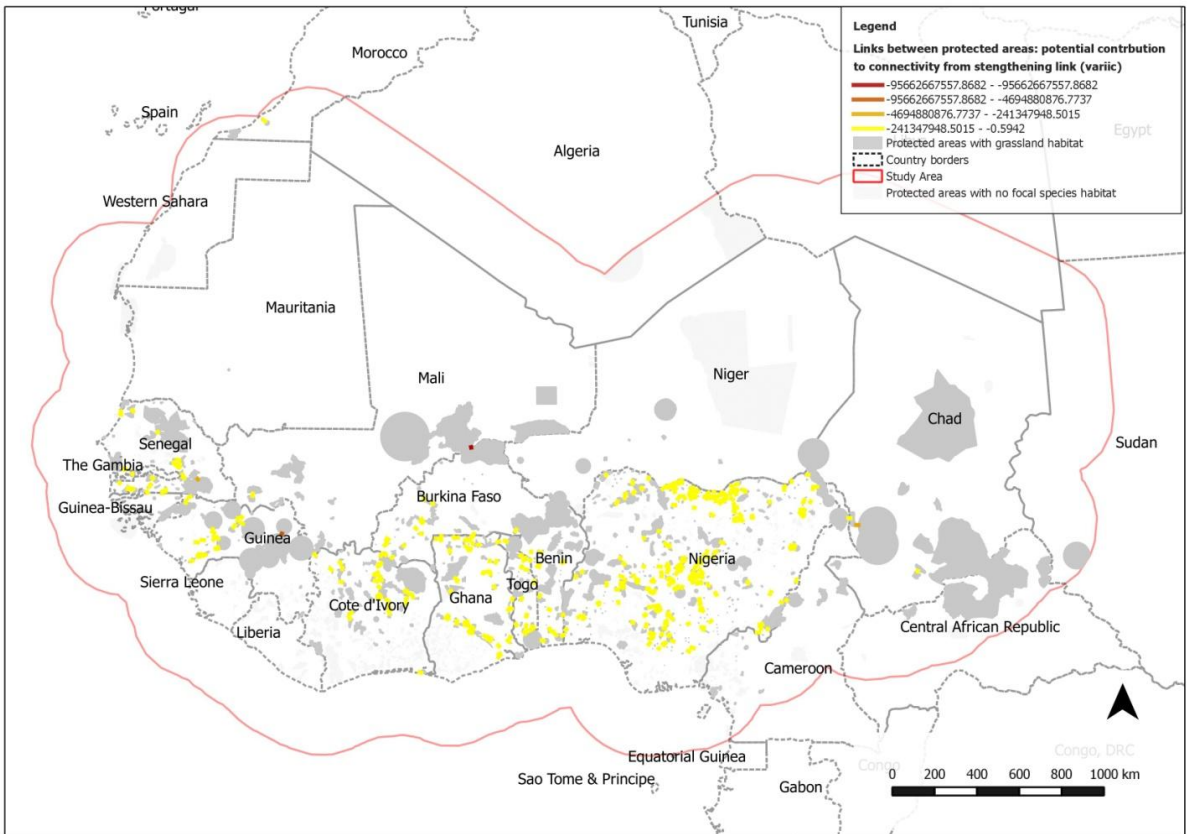 Portugal
Tunisia
Morocco
Spain
Algeria
Western Sahara
Legend
Links between protected areas: potential contrbution
to connectivity from stengthening link (variic)
-95662667557.8682 - -95662667557.8682
-95662667557.8682 - -4694880876.7737
-4694880876.7737 - -241347948.5015
-241347948.5015 - -0.5942
Protected areas with grassland habitat
Country borders
Study Area
Protected areas with no focal species habitat
Egypt
Mauritania
Mali
Niger
Chad
Sudan
Senegal
The Gambia
Guinea-Bissau
Burkina Faso
Guinea
Benin
Nigeria
Sierra Leone
Togo
Ghana
Cote d'Ivory
Liberia
Central African Republic
Cameroon
Equatorial Guinea
Sao Tome & Principe
Gabon
Congo
Congo, DRC
0 200 400 600 800 1000 km